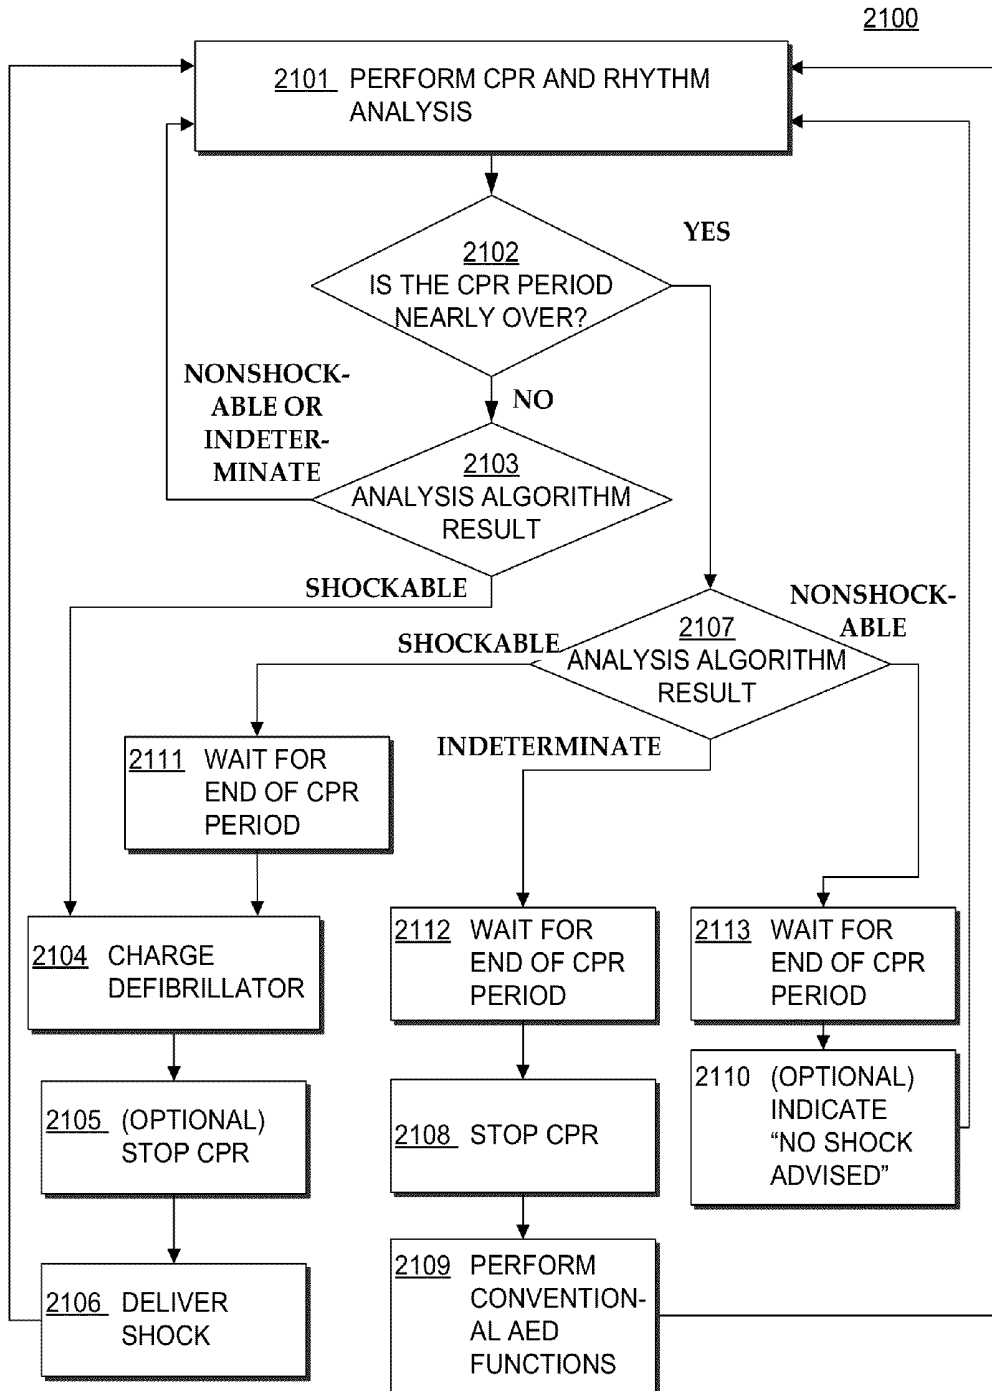 2100
2101 PERFORM CPR AND RHYTHM
ANALYSIS
YES
2102
IS THE CPR PERIOD
NEARLY OVER?
NO
NONSHOCK-
ABLE OR
INDETER-
MINATE
2103
ANALYSIS ALGORITHM
RESULT
SHOCKABLE
NONSHOCK-
ABLE
2107
ANALYSIS ALGORITHM
RESULT
SHOCKABLE
INDETERMINATE
2111 WAIT FOR
END OF CPR
PERIOD
2104 CHARGE
DEFIBRILLATOR
2105 (OPTIONAL)
STOP CPR
2106 DELIVER
SHOCK
2112 WAIT FOR
END OF CPR
PERIOD
2108 STOP CPR
2109 PERFORM
CONVENTION-
AL AED
FUNCTIONS
2113 WAIT FOR
END OF CPR
PERIOD
2110 (OPTIONAL)
INDICATE
“NO SHOCK
ADVISED”